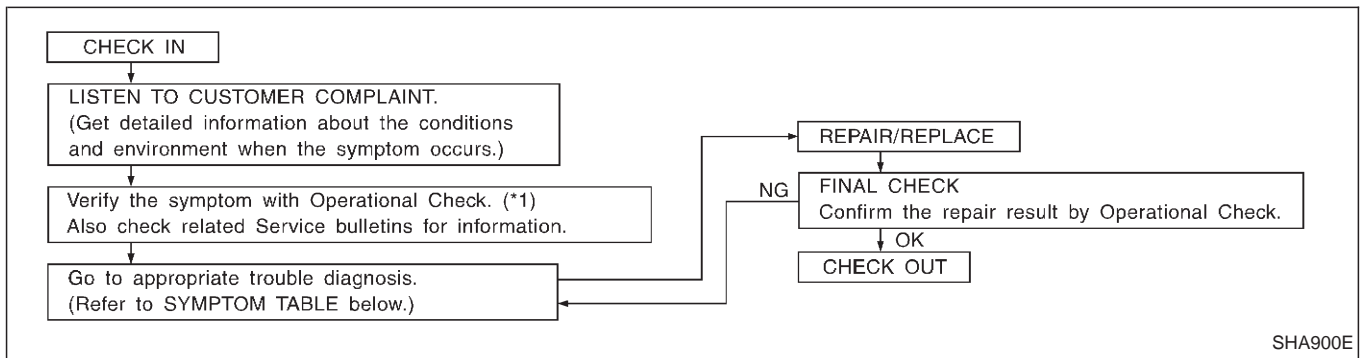 CHECK IN
LISTEN TO CUSTOMER COMPLAINT.
(Get detailed information about the conditions
and environment when the symptom occurs.)
Verify the symptom with Operational Check. (*1)
Also check related Service bulletins for information.
Go to appropriate trouble diagnosis.
(Refer to SYMPTOM TABLE below.)
REPAIR/REPLACE
NG
FINAL CHECK
Confirm the repair result by Operational Check.
OK
CHECK OUT
SHA900E